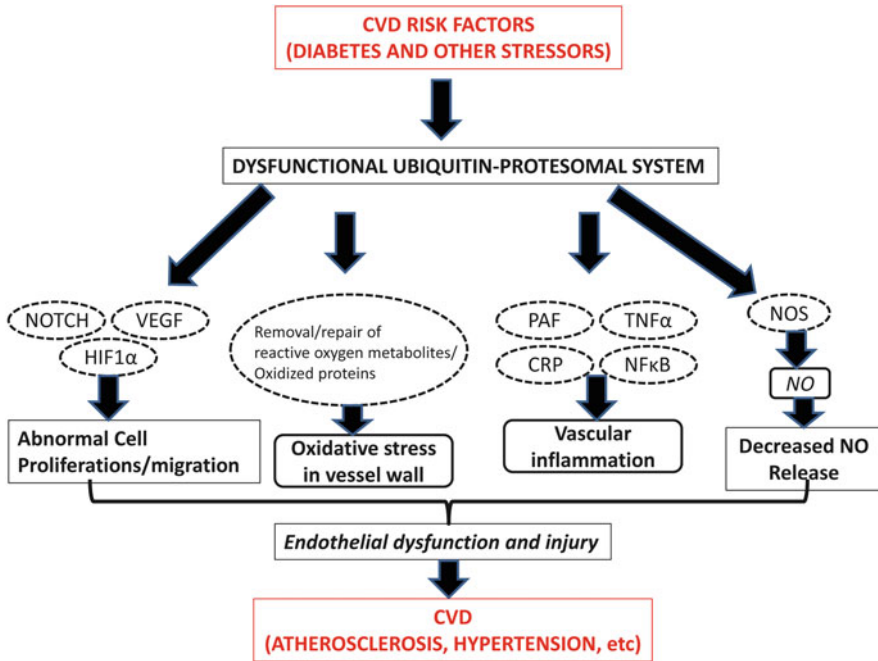 CVD RISK FACTORS
(DIABETES AND OTHER STRESSORS)
DYSFUNCTIONAL UBIQUITIN-PROTESOMAL SYSTEM
NOTCH
VEGF
HIF1α
Removal/repair of
reactive oxygen metabolites/
Oxidized proteins
PAF
TNFα
CRP
NFκB
NOS
NO
Abnormal Cell
Proliferations/migration
Oxidative stress
in vessel wall
Vascular
inflammation
Decreased NO
Release
Endothelial dysfunction and injury
CVD
(ATHEROSCLEROSIS, HYPERTENSION, etc)